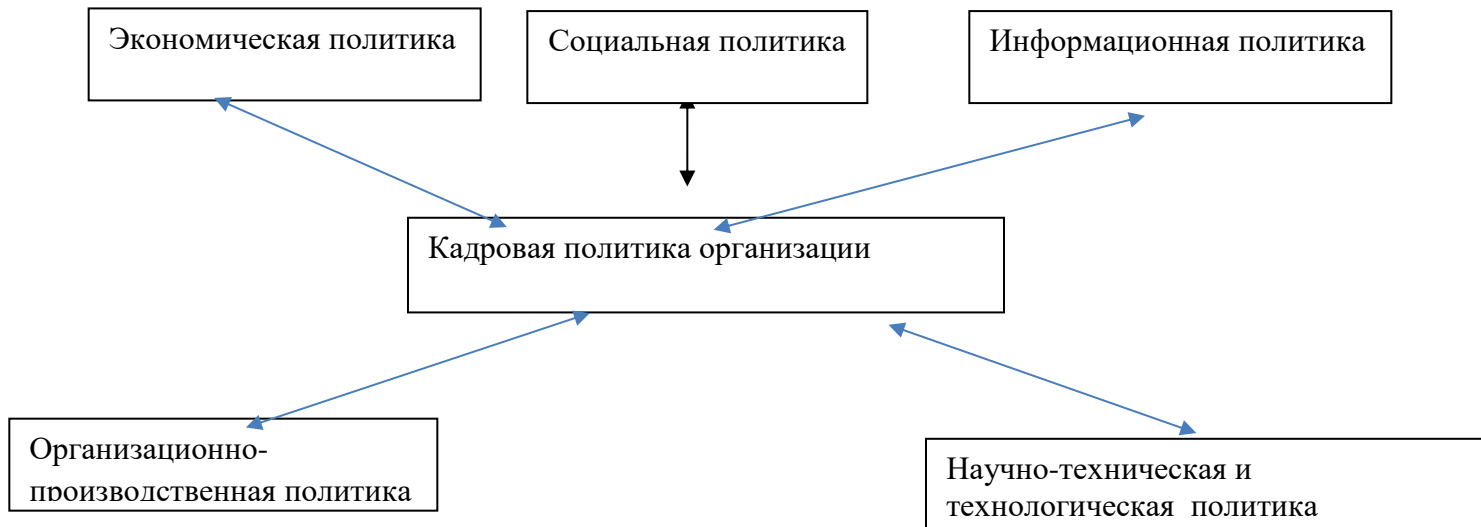 Экономическая политика
Социальная политика
Информационная политика
Кадровая политика организации
Организационно-
производственная политика
Научно-техническая и
технологическая политика